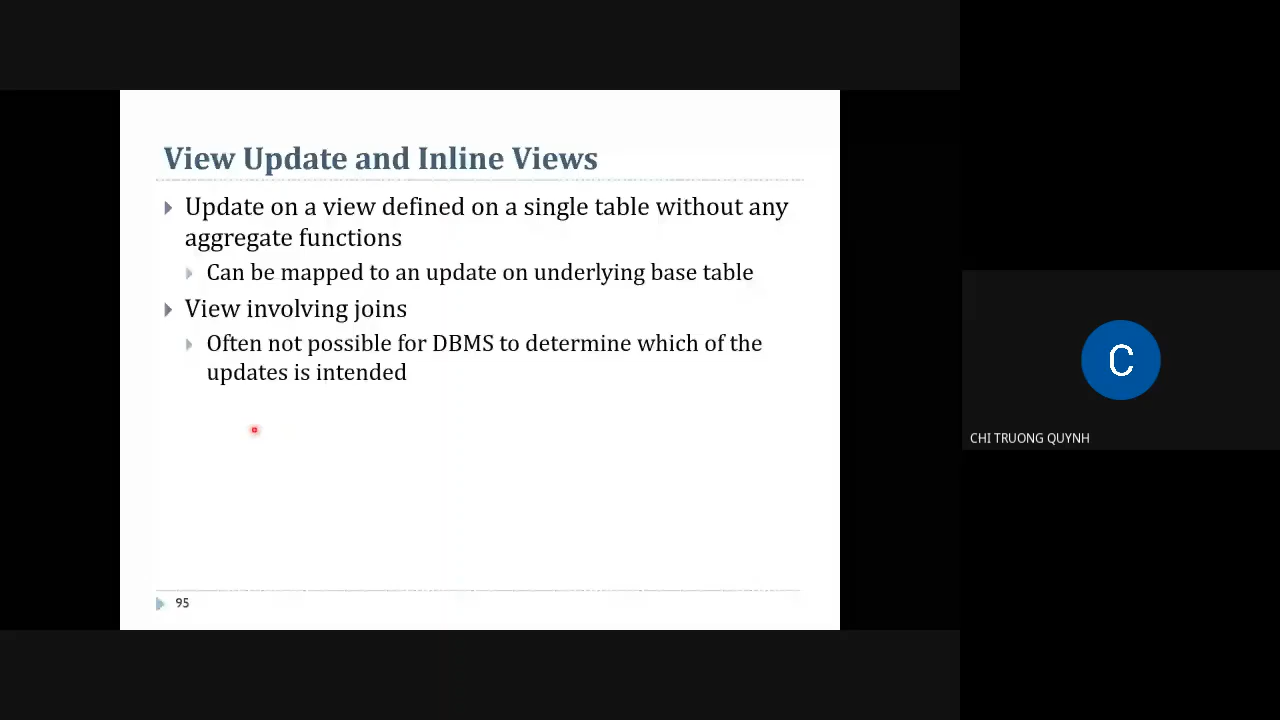 View Update and Inline Views
Update on a view defined on a single table without any
aggregate functions
Can be mapped to an update on underlying base table
View involving joins
Often not possible for DBMS to determine which of the
updates is intended
95
C
CHI TRUONG QUYNH